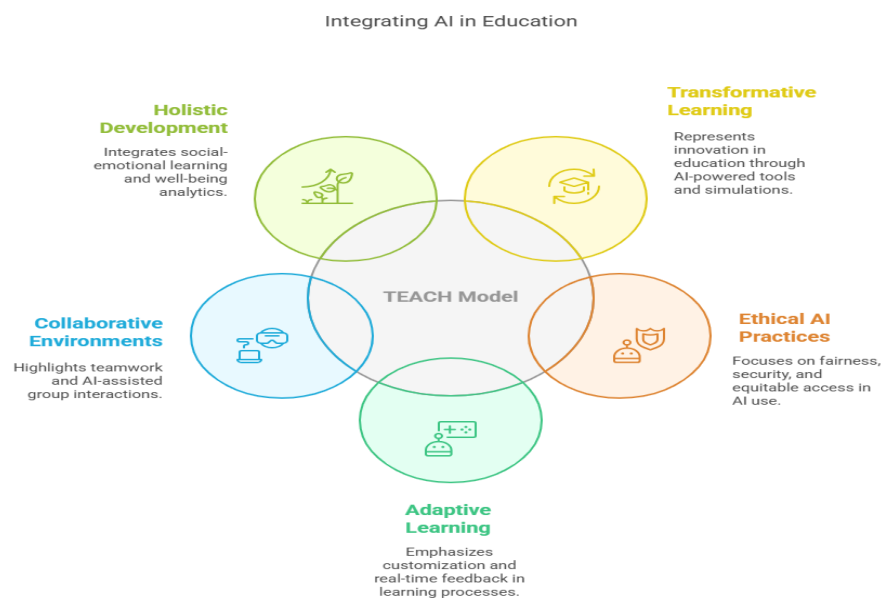 Integrating AI in Education
Holistic
Development
Integrates social-
emotional learning
and well-being
analytics.
Transformative
Learning
Represents
innovation in
education through
AI-powered tools
and simulations.
TEACH Model
Collaborative
Environments
Highlights teamwork
and AI-assisted
group interactions.
Ethical AI
Practices
Focuses on fairness,
security, and
equitable access in
AI use.
Adaptive
Learning
Emphasizes
customization and
real-time feedback in
learning processes.